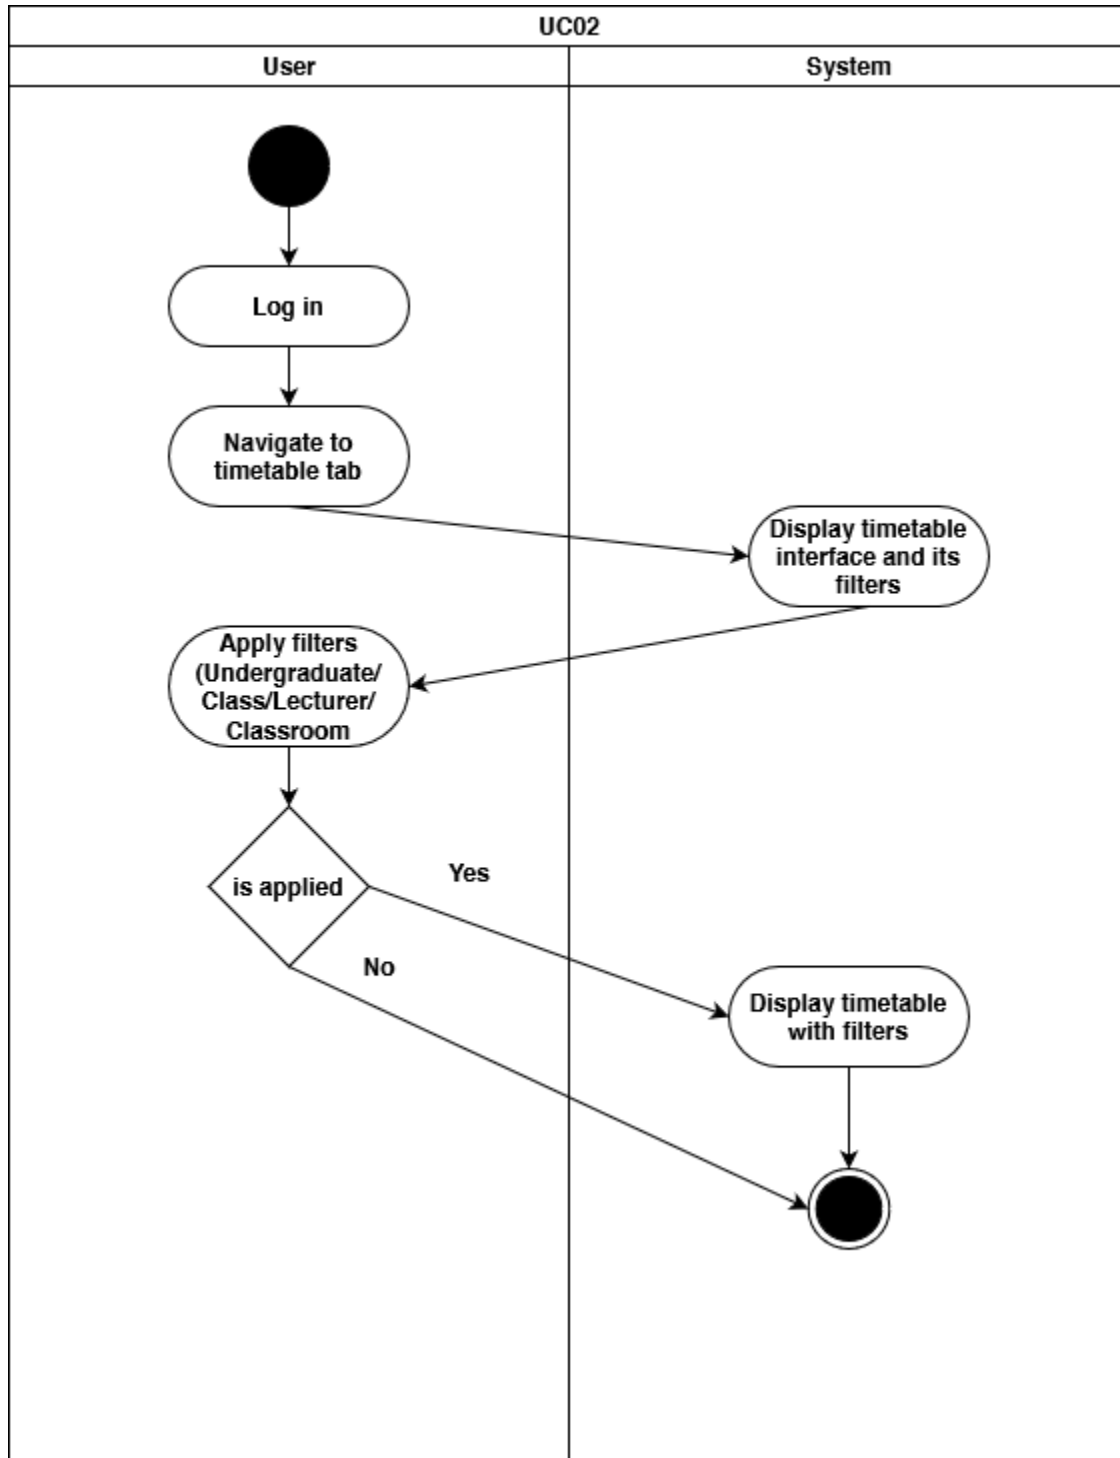 UC02
User
System
Log in
Navigate to
timetable tab
Display timetable
interface and its
filters
Apply filters
(Undergraduate/
Class/Lecturer/
Classroom
is applied
Yes
No
Display timetable
with filters